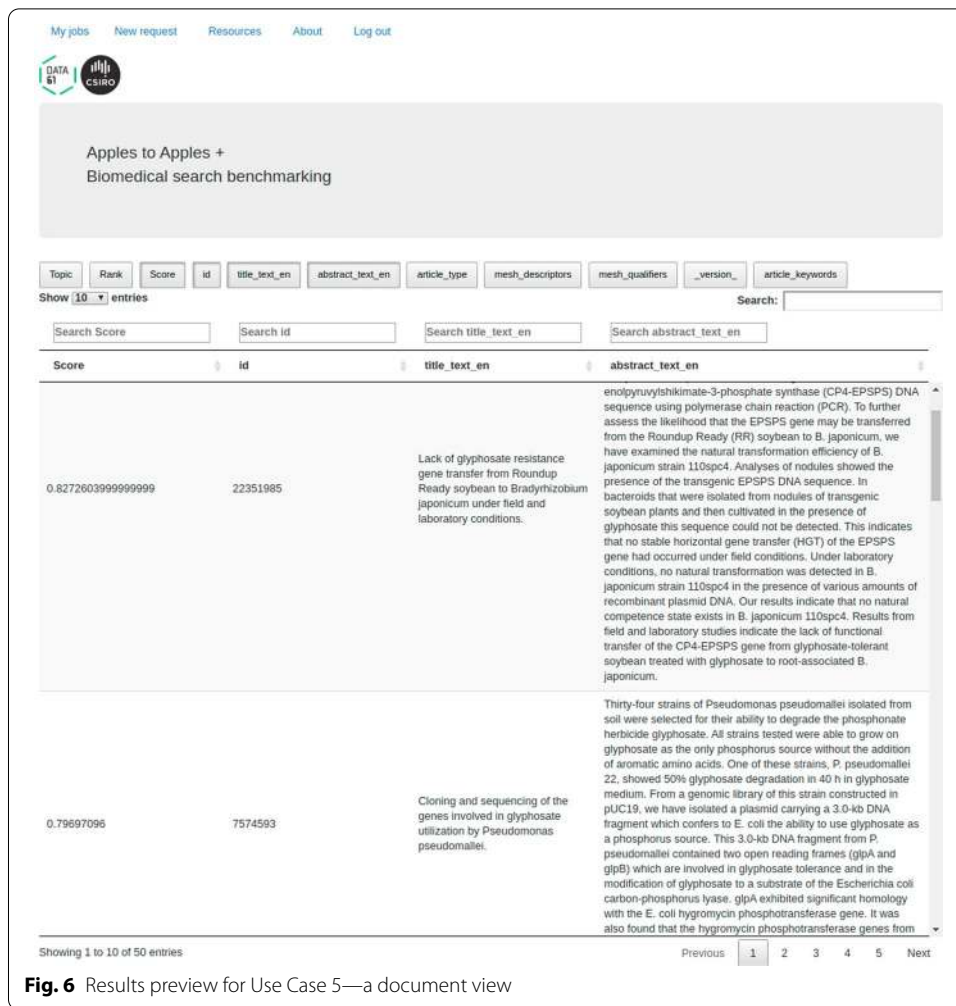 My jobs New request Resources About Log out
DATA
61
CSIRO
Apples to Apples +
Biomedical search benchmarking
Topic Rank Score id title_text_en abstract_text_en article_type mesh_descriptors mesh_qualifiers _version_ article_keywords
Show 10 entries Search:
Search Score Search id Search title_text_en Search abstract_text_en
Score id title_text_en abstract_text_en
0.8272603999999999
22351985
Lack of glyphosate resistance
gene transfer from Roundup
Ready soybean to Bradyrhizobium
japonicum under field and
laboratory conditions.
enolpyruvylshikimate-3-phosphate synthase (CP4-EPSPS) DNA
sequence using polymerase chain reaction (PCR). To further
assess the likelihood that the EPSPS gene may be transferred
from the Roundup Ready (RR) soybean to B. japonicum, we
have examined the natural transformation efficiency of B.
japonicum strain 110spc4. Analyses of nodules showed the
presence of the transgenic EPSPS DNA sequence. In
bacteroids that were isolated from nodules of transgenic
soybean plants and then cultivated in the presence of
glyphosate this sequence could not be detected. This indicates
that no stable horizontal gene transfer (HGT) of the EPSPS
gene had occurred under field conditions. Under laboratory
conditions, no natural transformation was detected in B.
japonicum strain 110spc4 in the presence of various amounts of
recombinant plasmid DNA. Our results indicate that no natural
competence state exists in B. japonicum 110spc4. Results from
field and laboratory studies indicate the lack of functional
transfer of the CP4-EPSPS gene from glyphosate-tolerant
soybean treated with glyphosate to root-associated B.
japonicum.
0.79697096
7574593
Cloning and sequencing of the
genes involved in glyphosate
utilization by Pseudomonas
pseudomallei.
Thirty-four strains of Pseudomonas pseudomallei isolated from
soil were selected for their ability to degrade the phosphonate
herbicide glyphosate. All strains tested were able to grow on
glyphosate as the only phosphorus source without the addition
of aromatic amino acids. One of these strains, P. pseudomallei
22, showed 50% glyphosate degradation in 40 h in glyphosate
medium. From a genomic library of this strain constructed in
pUC19, we have isolated a plasmid carrying a 3.0-kb DNA
fragment which confers to E. coli the ability to use glyphosate as
a phosphorus source. This 3.0-kb DNA fragment from P.
pseudomallei contained two open reading frames (glpA and
glpB) which are involved in glyphosate tolerance and in the
modification of glyphosate to a substrate of the Escherichia coli
carbon-phosphorus lyase. glpA exhibited significant homology
with the E. coli hygromycin phosphotransferase gene. It was
also found that the hygromycin phosphotransferase genes from
Showing 1 to 10 of 50 entries Previous 1 2 3 4 5 Next
Fig. 6 Results preview for Use Case 5—a document view